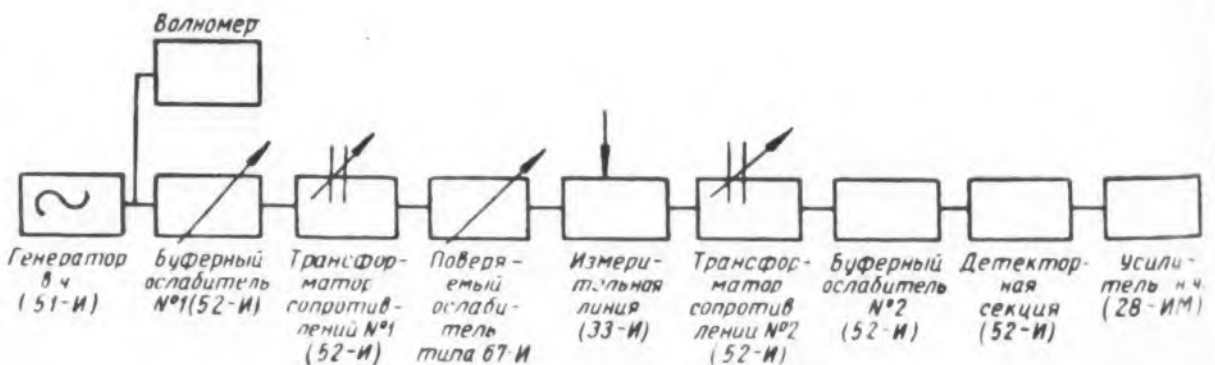 Волномер
Генератор
в ч
(51-И)
Буферный
ослабитель
№1(52-И)
Трансфор-
матор
сопротив-
лений №1
(52-И)
Поверя-
емый
ослаби-
тель
типа 67-И
Измери-
тельная
линия
(33-И)
Трансфор-
матор
сопротив
лении №2
(52-И)
Буферный
ослабитель
№2
(52-И)
Детектор-
ная
секция
(52-И)
Усили-
тель н.ч.
(28-ИМ)